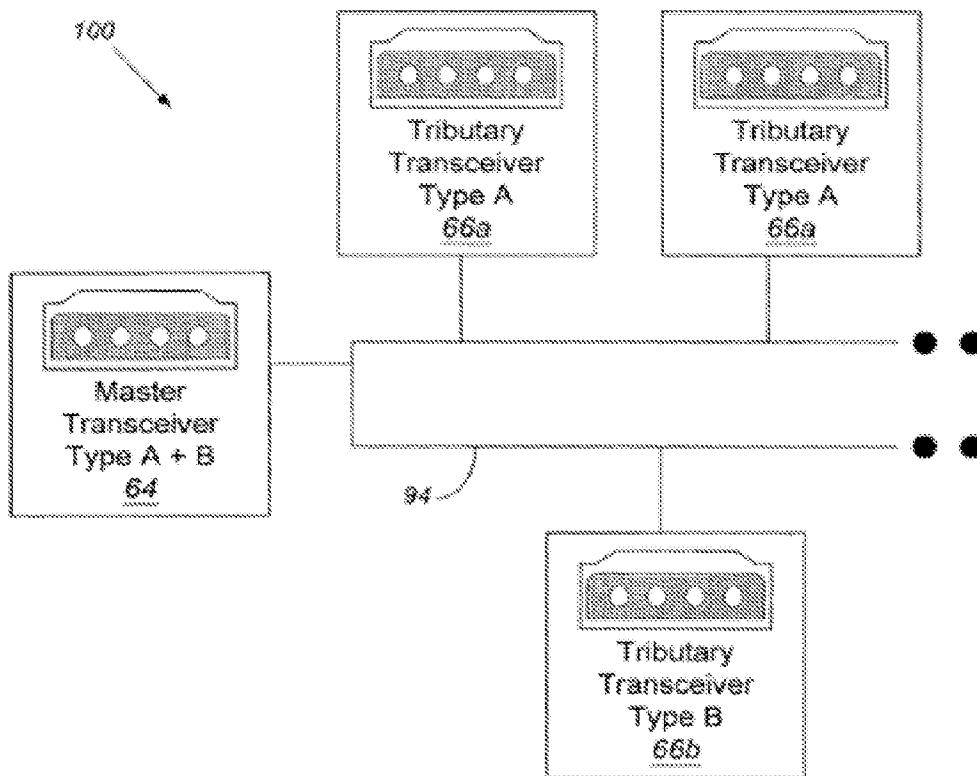 100
Tributary
Transceiver
Type A
66a
Tributary
Transceiver
Type A
66a
Master
Transceiver
Type A + B
64
94
Tributary
Transceiver
Type B
66b